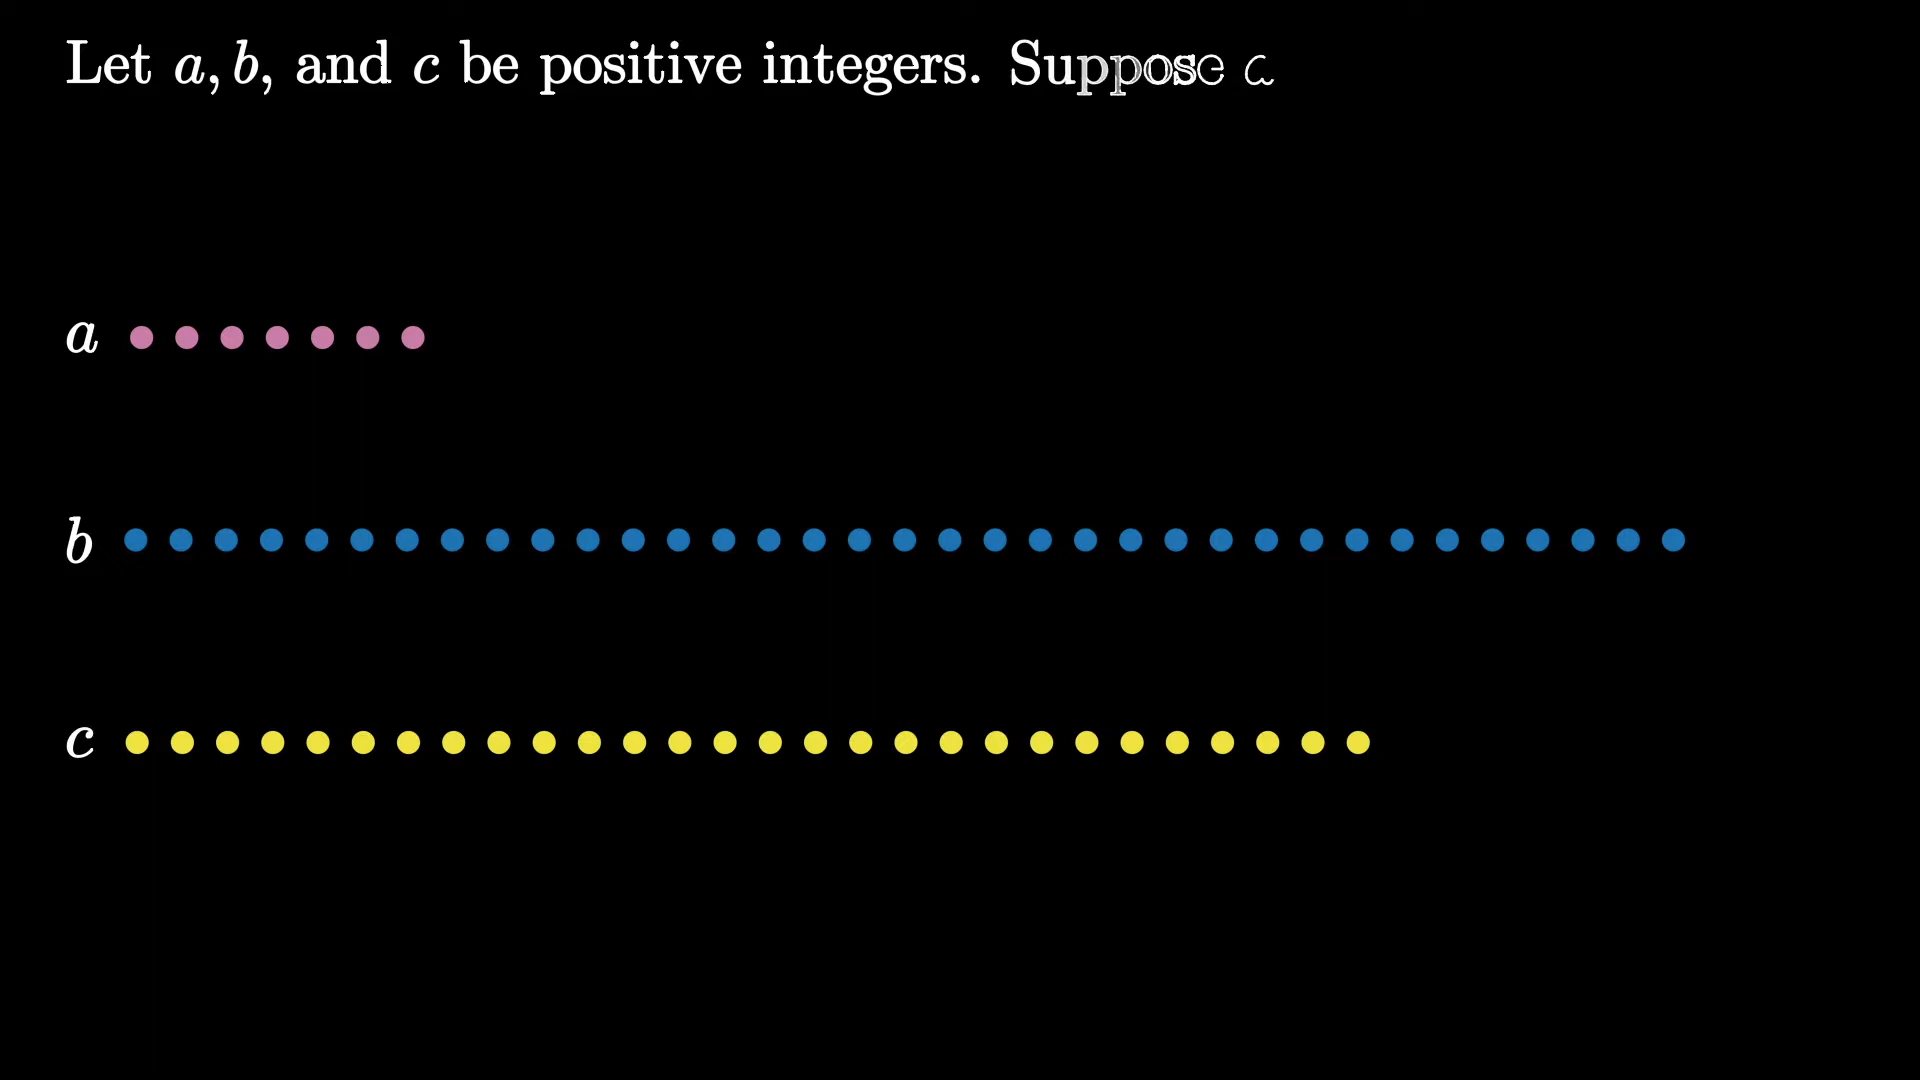 Let a, b, and c be positive integers. Suppose a
a
b
c